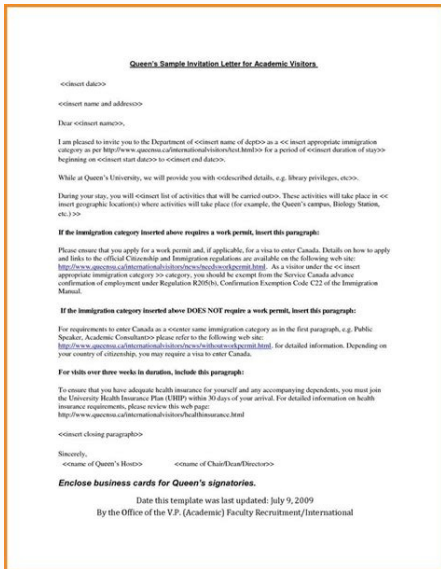 Queen's Sample Invitation Letter for Academic Visitors
<<insert date>>
<<insert name and address>>
Dear <<insert name>>,
I am pleased to invite you to the Department of <<insert name of dept>> as a << insert appropriate immigration
category as per http://www.queensu.ca/internationalvisitors/text.html>> for a period of <<insert duration of stay>>
beginning on <<insert start date>> to <<insert end date>>.
While at Queen's University, we will provide you with <<described details, e.g. library privileges, etc>>.
During your stay, you will <<insert list of activities that will be carried out>>. These activities will take place in <<
insert geographic location(s) where activities will take place (for example, the Queen's campus, Biology Station,
etc.) >>
If the immigration category inserted above requires a work permit, insert this paragraph:
Please ensure that you apply for a work permit and, if applicable, for a visa to enter Canada. Details on how to apply
and links to the official Citizenship and Immigration regulations are available on the following web site:
http://www.queensu.ca/internationalvisitors/news/needsworkpermit.html. As a visitor under the << insert
appropriate immigration category >> category, you should be exempt from the Service Canada advance
confirmation of employment under Regulation R205(b), Confirmation Exemption Code C22 of the Immigration
Manual.
If the immigration category inserted above DOES NOT require a work permit, insert this paragraph:
For requirements to enter Canada as a <<enter same immigration category as in the first paragraph, e.g. Public
Speaker, Academic Consultant>> please refer to the following web site:
http://www.queensu.ca/internationalvisitors/news/withoutworkpermit.html. for detailed information. Depending on
your country of citizenship, you may require a visa to enter Canada.
For visits over three weeks in duration, include this paragraph:
To ensure that you have adequate health insurance for yourself and any accompanying dependents, you must join
the University Health Insurance Plan (UHIP) within 30 days of your arrival. For detailed information on health
insurance requirements, please review this web page:
http://www.queensu.ca/internationalvisitors/healthinsurance.html
<<insert closing paragraph>>
Sincerely,
<<name of Queen's Host>> <<name of Chair/Dean/Director>>
Enclose business cards for Queen's signatories.
Date this template was last updated: July 9, 2009
By the Office of the V.P. (Academic) Faculty Recruitment/International